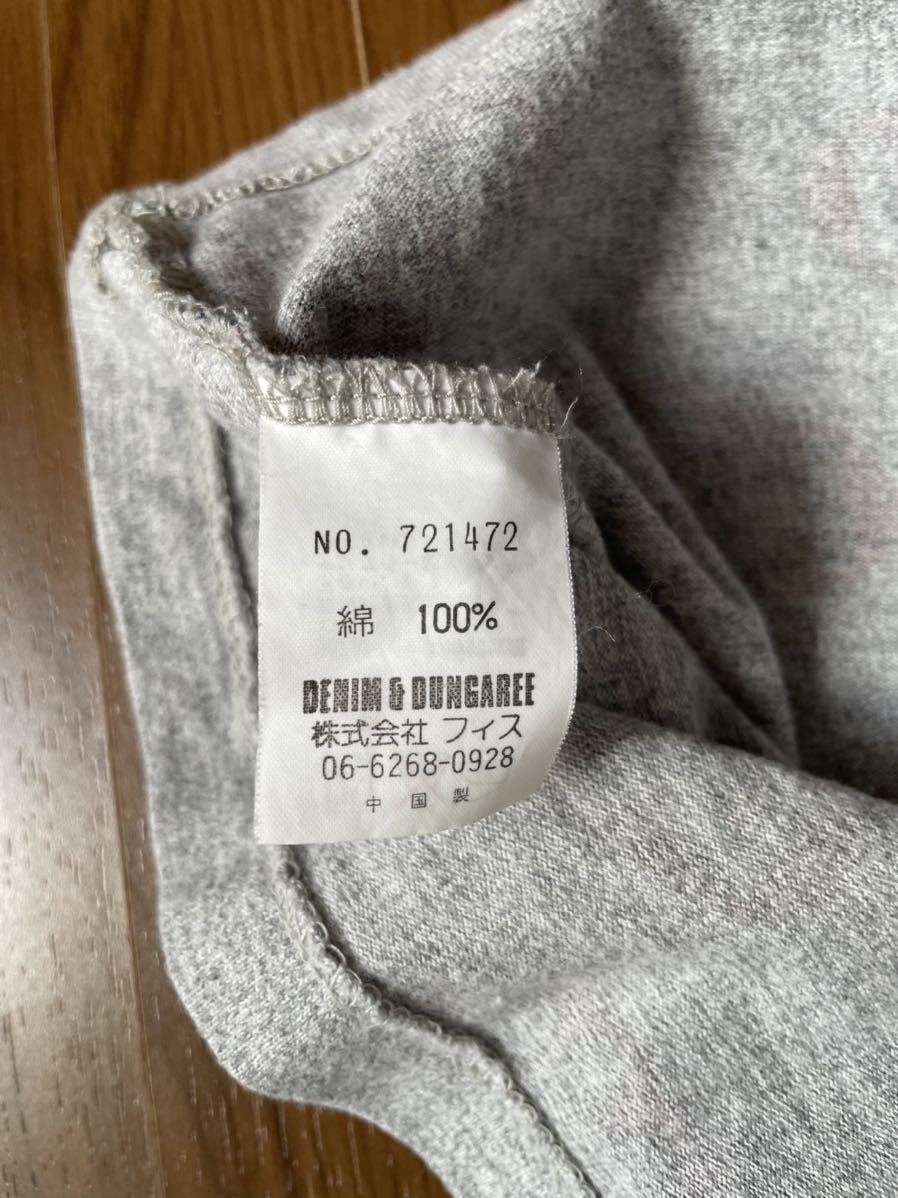 NO. 721472
綿 100%
DENIM & DUNGAREE
株式会社 フィス
06-6268-0928
中国製